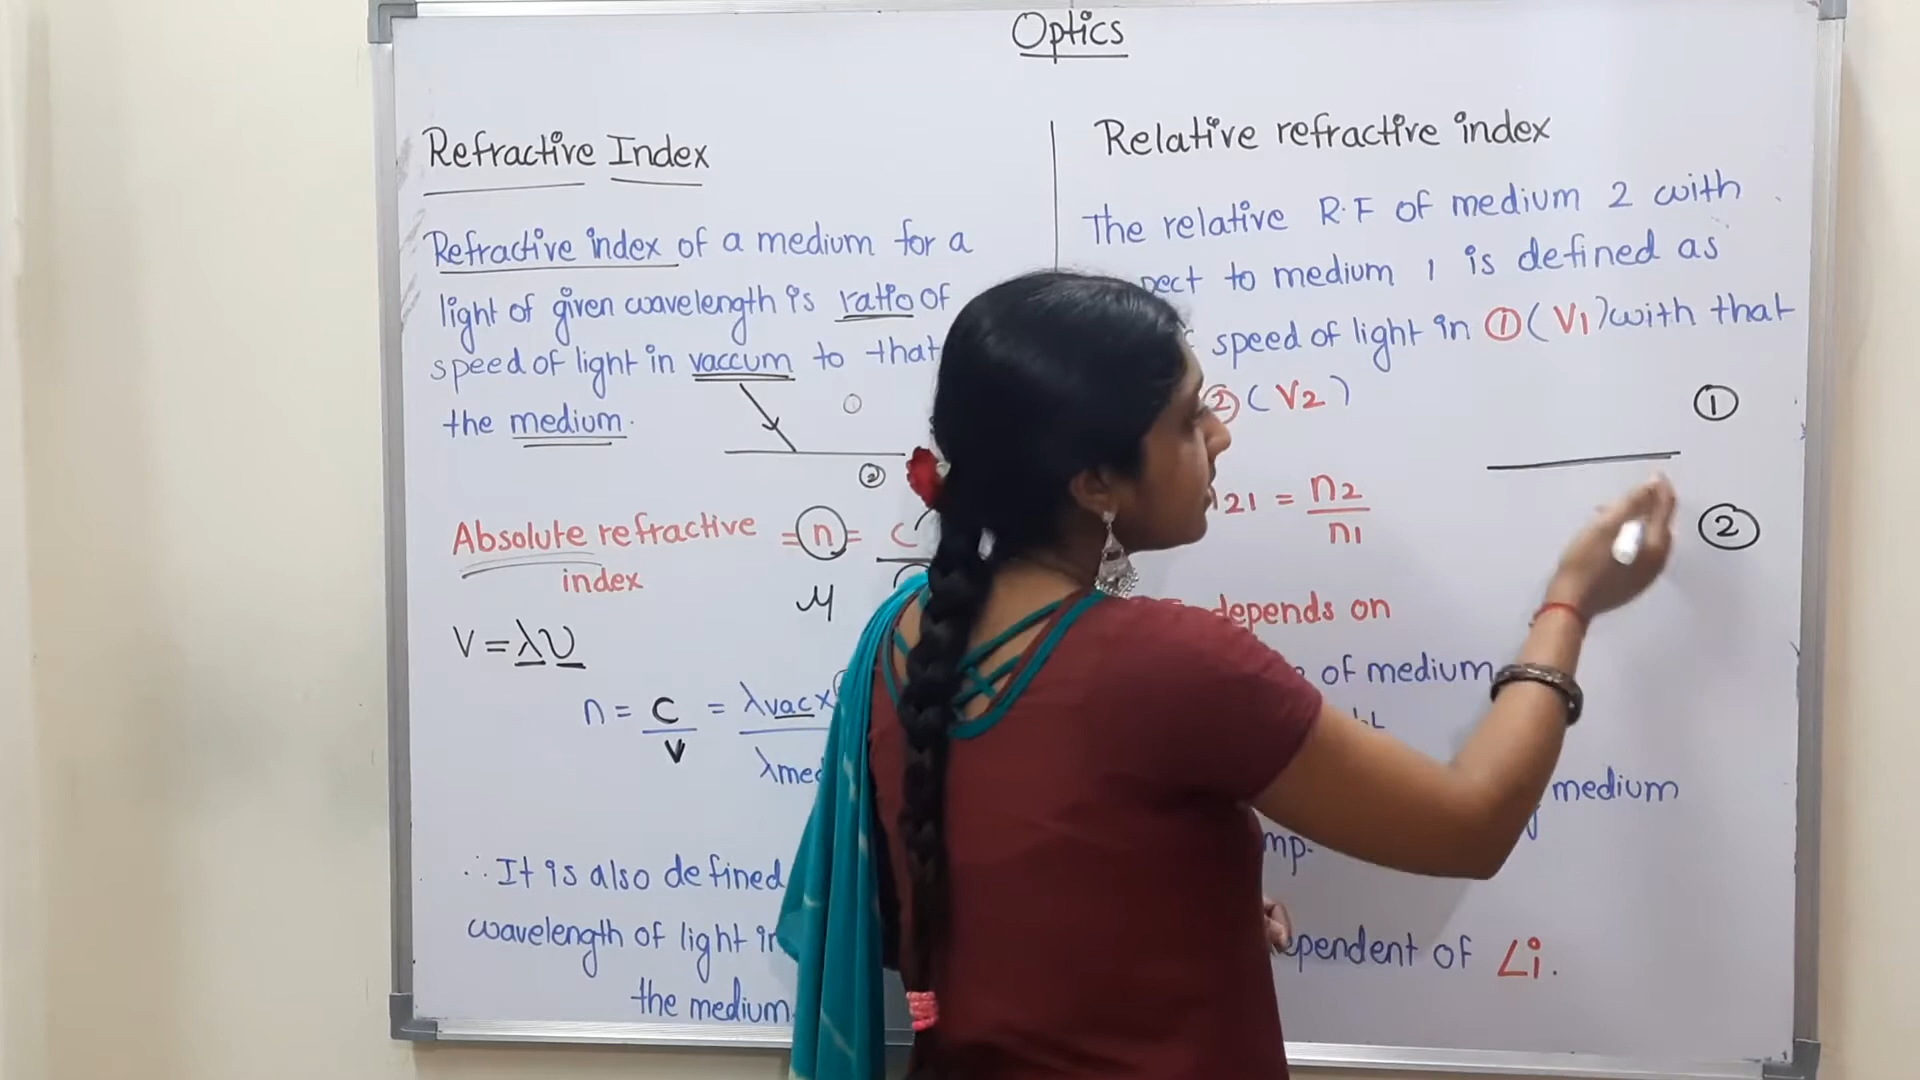 Optics
Refractive Index
Refractive index of a medium for a
light of given wavelength is ratio of
speed of light in vaccum to that
the medium.
①
②
Absolute refractive = n = c
index
μ
V = λυ
n = c/v = λvac x
λmed
∴ It is also defined
wavelength of light in
the medium
Relative refractive index
The relative R.F of medium 2 with
pect to medium 1 is defined as
speed of light in ① (V1) with that
② (V2)
①
21 = n2/n1
②
depends on
of medium
medium
mp.
ependent of ∠i.